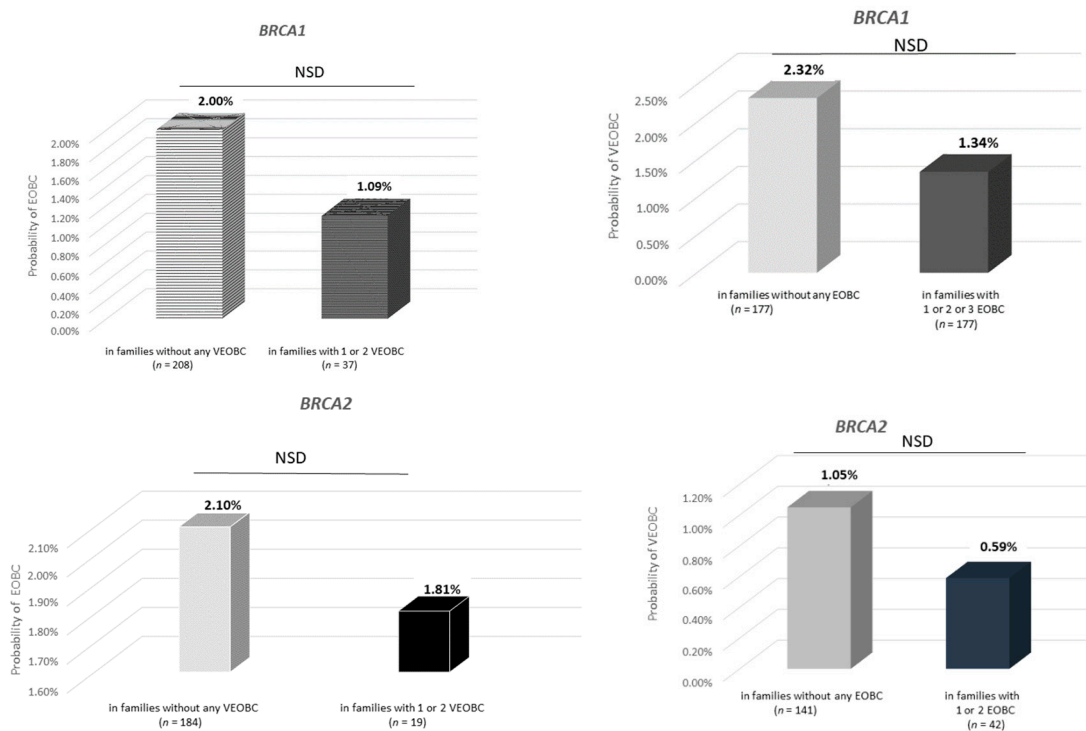 BRCA1
NSD
2.00%
1.09%
Probability of EOBC
2.00%
1.80%
1.60%
1.40%
1.20%
1.00%
0.80%
0.60%
0.40%
0.20%
0.00%
in families without any VEOBC
(n = 208)
in families with 1 or 2 VEOBC
(n = 37)
BRCA1
NSD
2.32%
1.34%
Probability of VEOBC
2.50%
2.00%
1.50%
1.00%
0.50%
0.00%
in families without any EOBC
(n = 177)
in families with
1 or 2 or 3 EOBC
(n = 177)
BRCA2
NSD
2.10%
1.81%
Probability of EOBC
2.10%
2.00%
1.90%
1.80%
1.70%
1.60%
in families without any VEOBC
(n = 184)
in families with 1 or 2 VEOBC
(n = 19)
BRCA2
NSD
1.05%
0.59%
Probability of VEOBC
1.20%
1.00%
0.80%
0.60%
0.40%
0.20%
0.00%
in families without any EOBC
(n = 141)
in families with
1 or 2 EOBC
(n = 42)